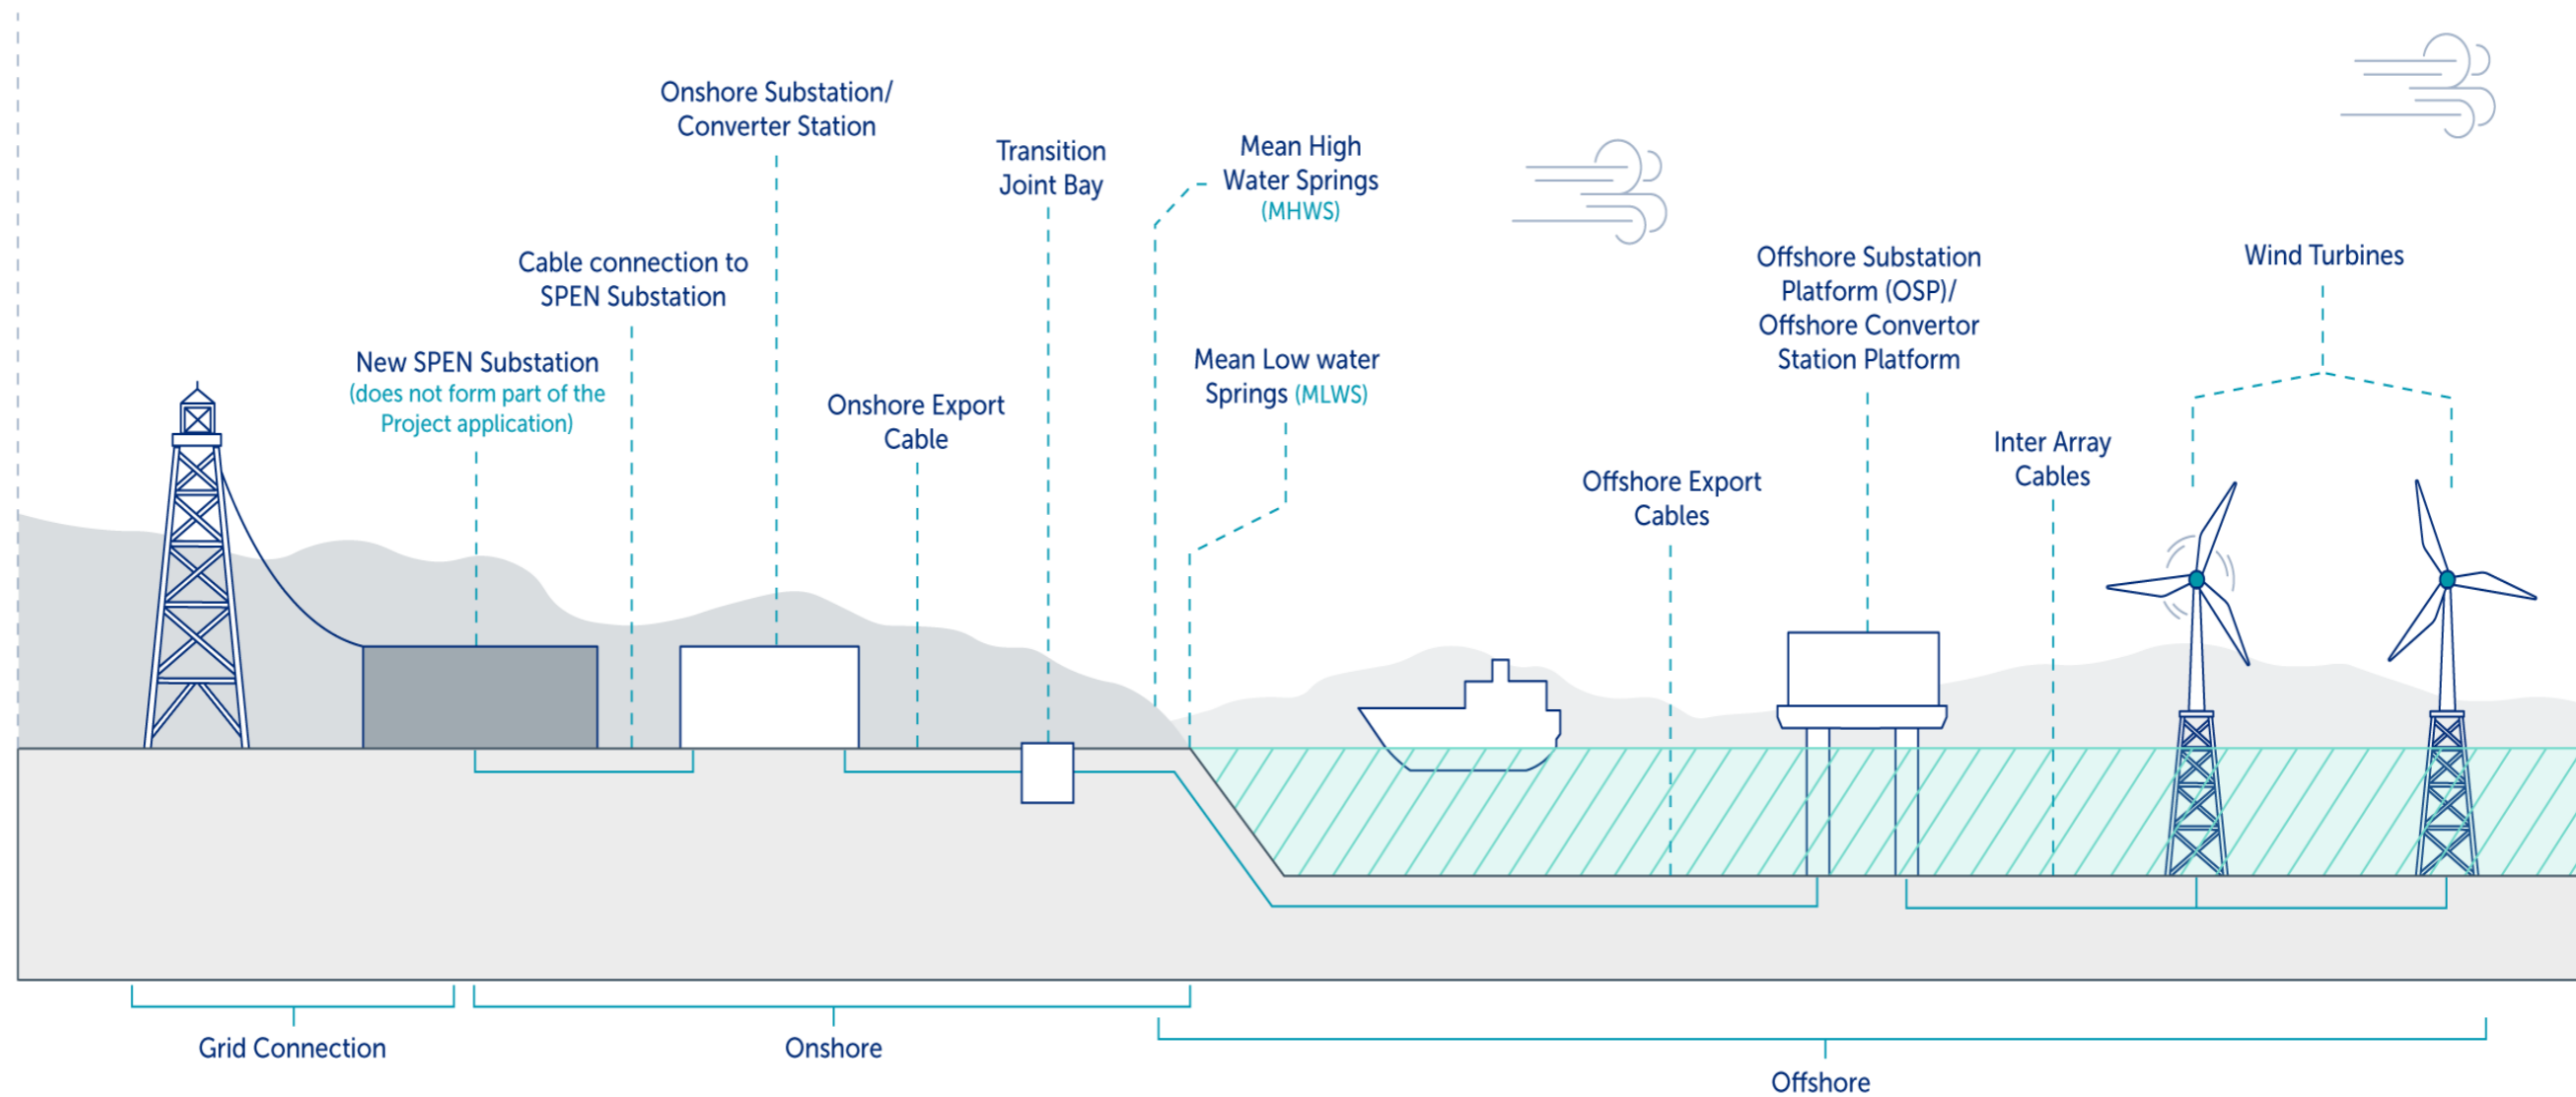 Onshore Substation/
Converter Station
Transition
Joint Bay
Mean High
Water Springs
(MHWS)
Cable connection to
SPEN Substation
New SPEN Substation
(does not form part of the
Project application)
Onshore Export
Cable
Mean Low water
Springs (MLWS)
Offshore Export
Cables
Offshore Substation
Platform (OSP)/
Offshore Convertor
Station Platform
Inter Array
Cables
Wind Turbines
Grid Connection
Onshore
Offshore